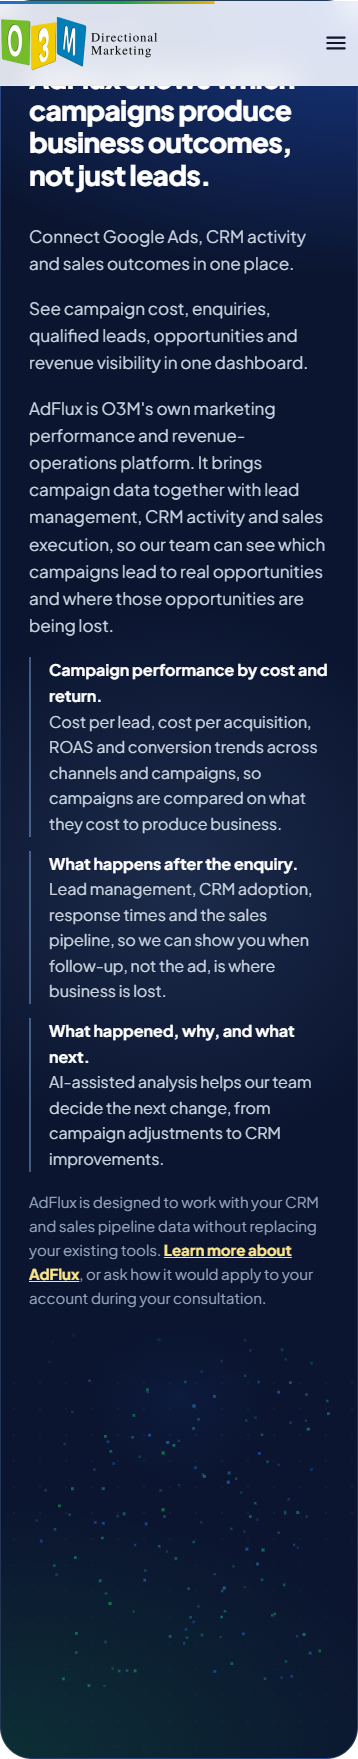 O3M Directional
Marketing
AdFlux shows which
campaigns produce
business outcomes,
not just leads.
Connect Google Ads, CRM activity
and sales outcomes in one place.
See campaign cost, enquiries,
qualified leads, opportunities and
revenue visibility in one dashboard.
AdFlux is O3M's own marketing
performance and revenue-
operations platform. It brings
campaign data together with lead
management, CRM activity and sales
execution, so our team can see which
campaigns lead to real opportunities
and where those opportunities are
being lost.
Campaign performance by cost and
return.
Cost per lead, cost per acquisition,
ROAS and conversion trends across
channels and campaigns, so
campaigns are compared on what
they cost to produce business.
What happens after the enquiry.
Lead management, CRM adoption,
response times and the sales
pipeline, so we can show you when
follow-up, not the ad, is where
business is lost.
What happened, why, and what
next.
AI-assisted analysis helps our team
decide the next change, from
campaign adjustments to CRM
improvements.
AdFlux is designed to work with your CRM
and sales pipeline data without replacing
your existing tools. Learn more about
AdFlux, or ask how it would apply to your
account during your consultation.